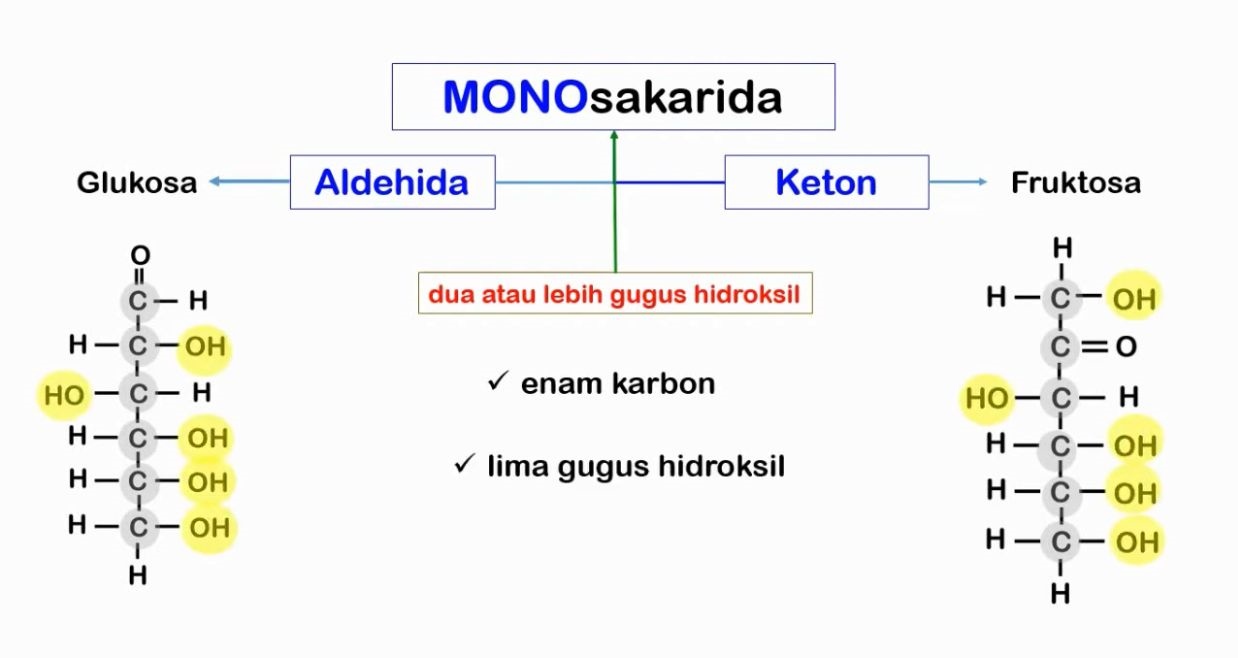 MONOsakarida
Glukosa
Aldehida
Keton
Fruktosa
dua atau lebih gugus hidroksil
✓ enam karbon
✓ lima gugus hidroksil
O
C H
H C OH
HO C H
H C OH
H C OH
H C OH
H
H
H C OH
C=O
HO C H
H C OH
H C OH
H C OH
H